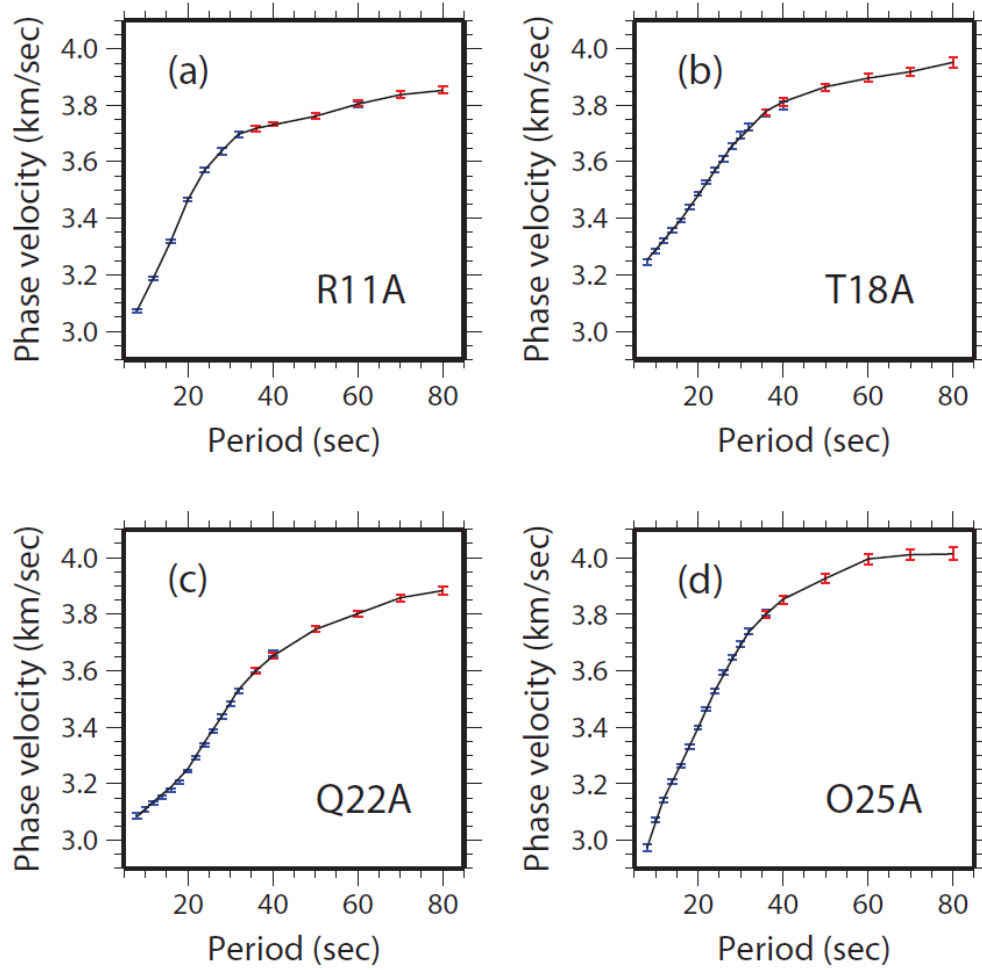 Phase velocity (km/sec)
4.0
3.8
3.6
3.4
3.2
3.0
(a)
R11A
20
40
60
80
Period (sec)
Phase velocity (km/sec)
4.0
3.8
3.6
3.4
3.2
3.0
(b)
T18A
20
40
60
80
Period (sec)
Phase velocity (km/sec)
4.0
3.8
3.6
3.4
3.2
3.0
(c)
Q22A
20
40
60
80
Period (sec)
Phase velocity (km/sec)
4.0
3.8
3.6
3.4
3.2
3.0
(d)
O25A
20
40
60
80
Period (sec)